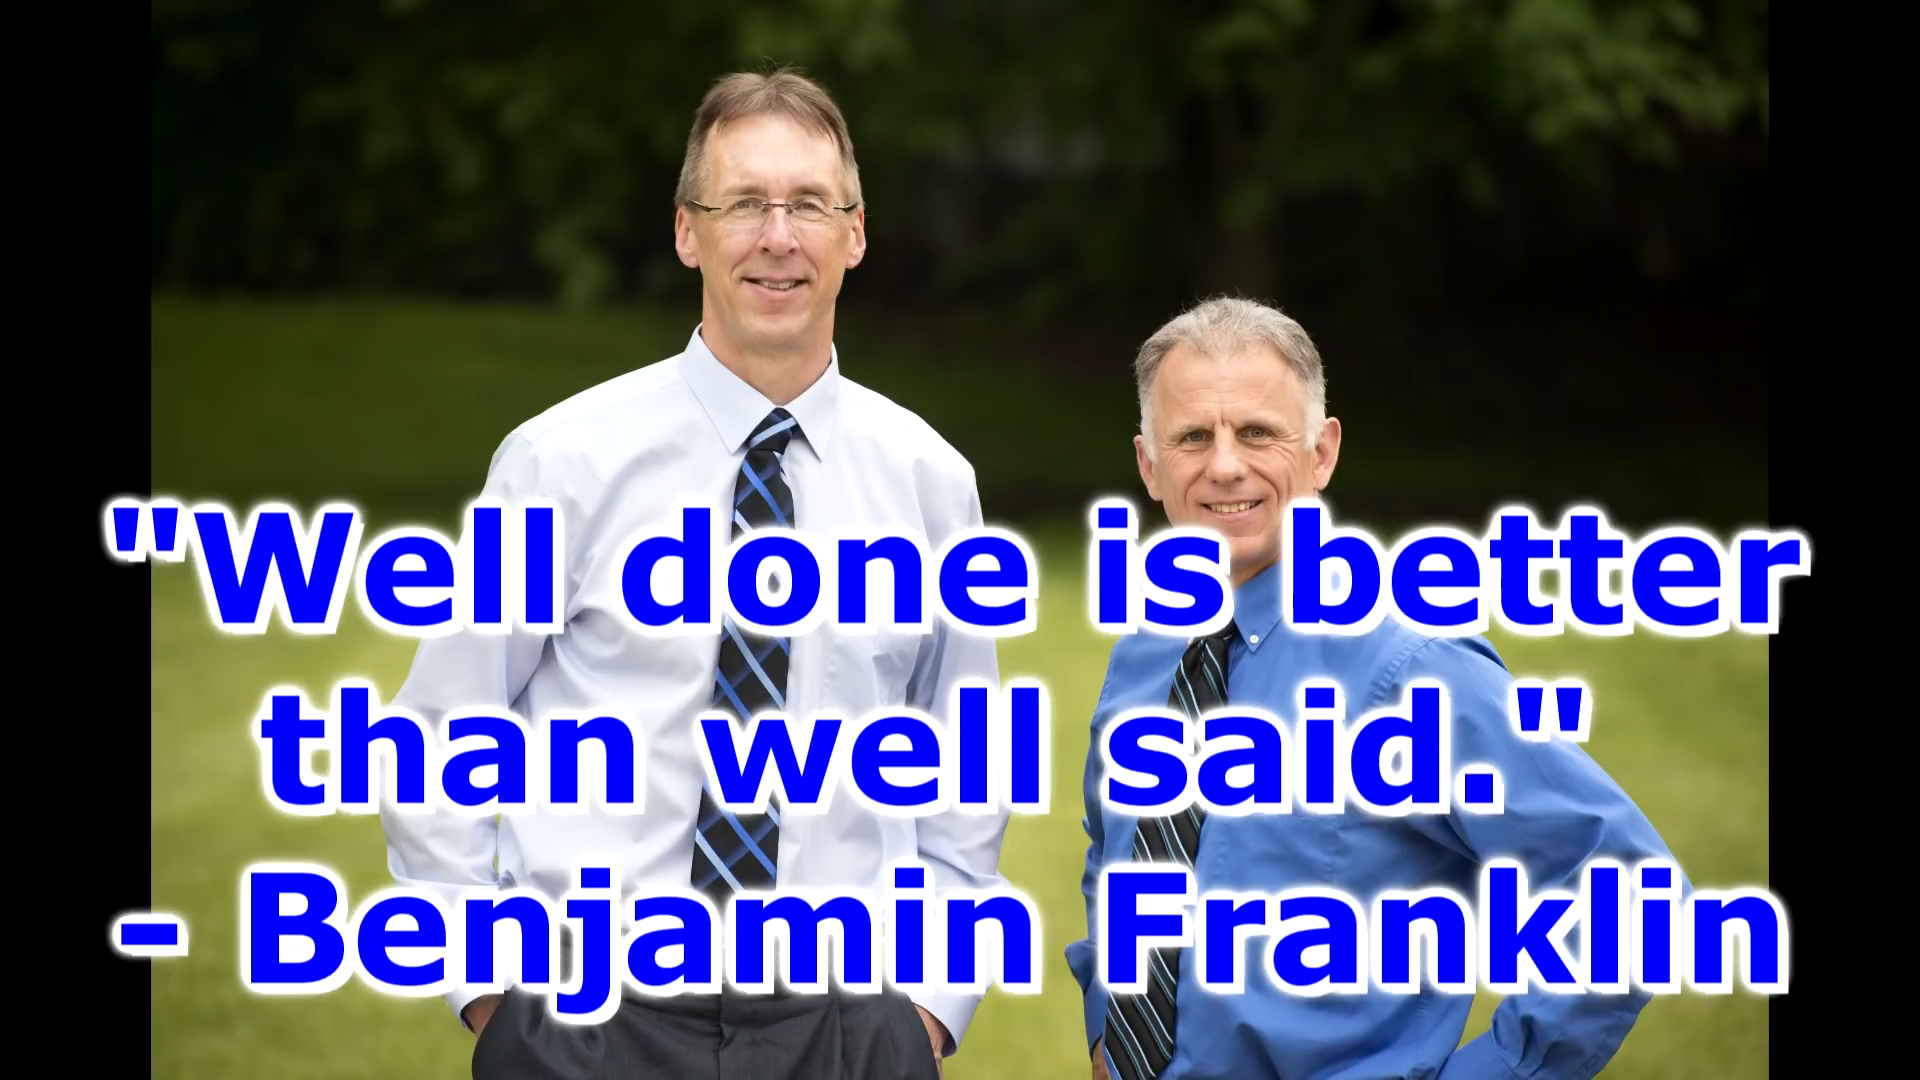 "Well done is better
than well said."
- Benjamin Franklin